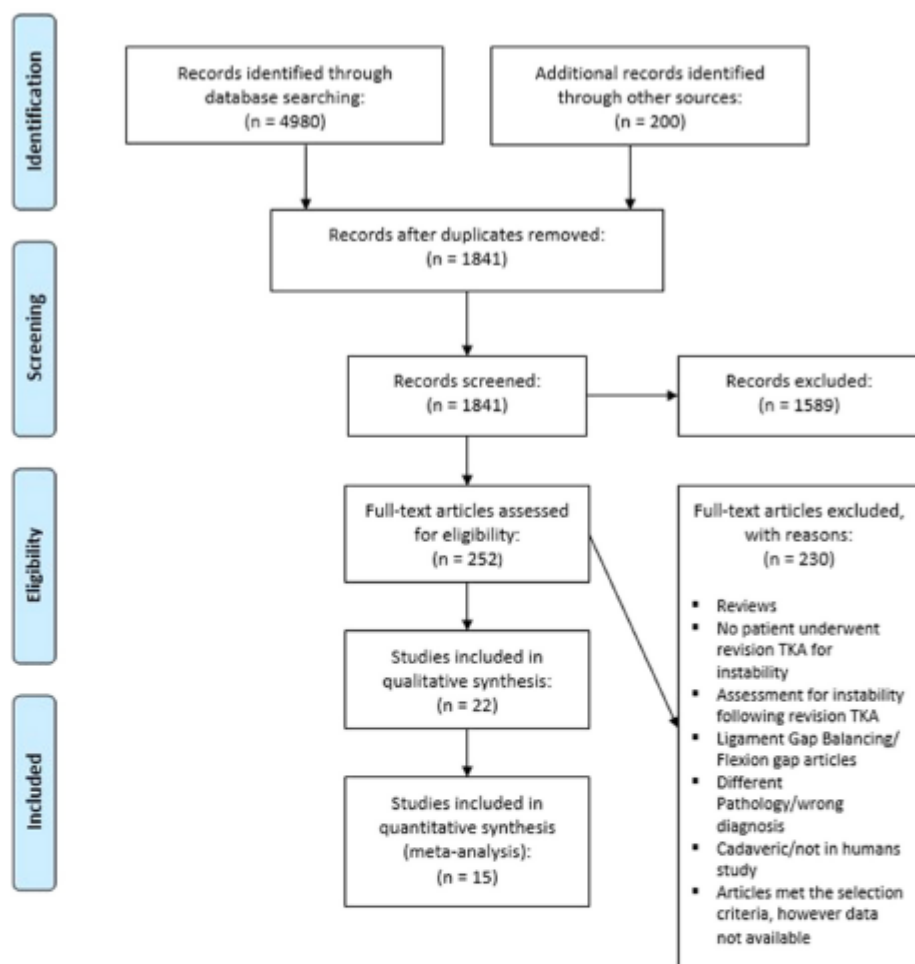 Identification
Records identified through
database searching:
(n = 4980)
Additional records identified
through other sources:
(n = 200)
Records after duplicates removed:
(n = 1841)
Screening
Records screened:
(n = 1841)
Records excluded:
(n = 1589)
Eligibility
Full-text articles assessed
for eligibility:
(n = 252)
Full-text articles excluded,
with reasons:
(n = 230)
▪ Reviews
▪ No patient underwent
revision TKA for
instability
▪ Assessment for instability
following revision TKA
▪ Ligament Gap Balancing/
Flexion gap articles
▪ Different
Pathology/wrong
diagnosis
▪ Cadaveric/not in humans
study
▪ Articles met the selection
criteria, however data
not available
Studies included in
qualitative synthesis:
(n = 22)
Included
Studies included in
quantitative synthesis
(meta-analysis):
(n = 15)